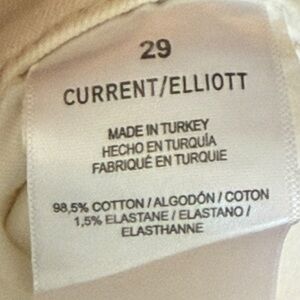 29
CURRENT/ELLIOTT
MADE IN TURKEY
HECHO EN TURQUÍA
FABRIQUÉ EN TURQUIE
98,5% COTTON / ALGODÓN / COTON
1,5% ELASTANE / ELASTANO /
ELASTHANNE